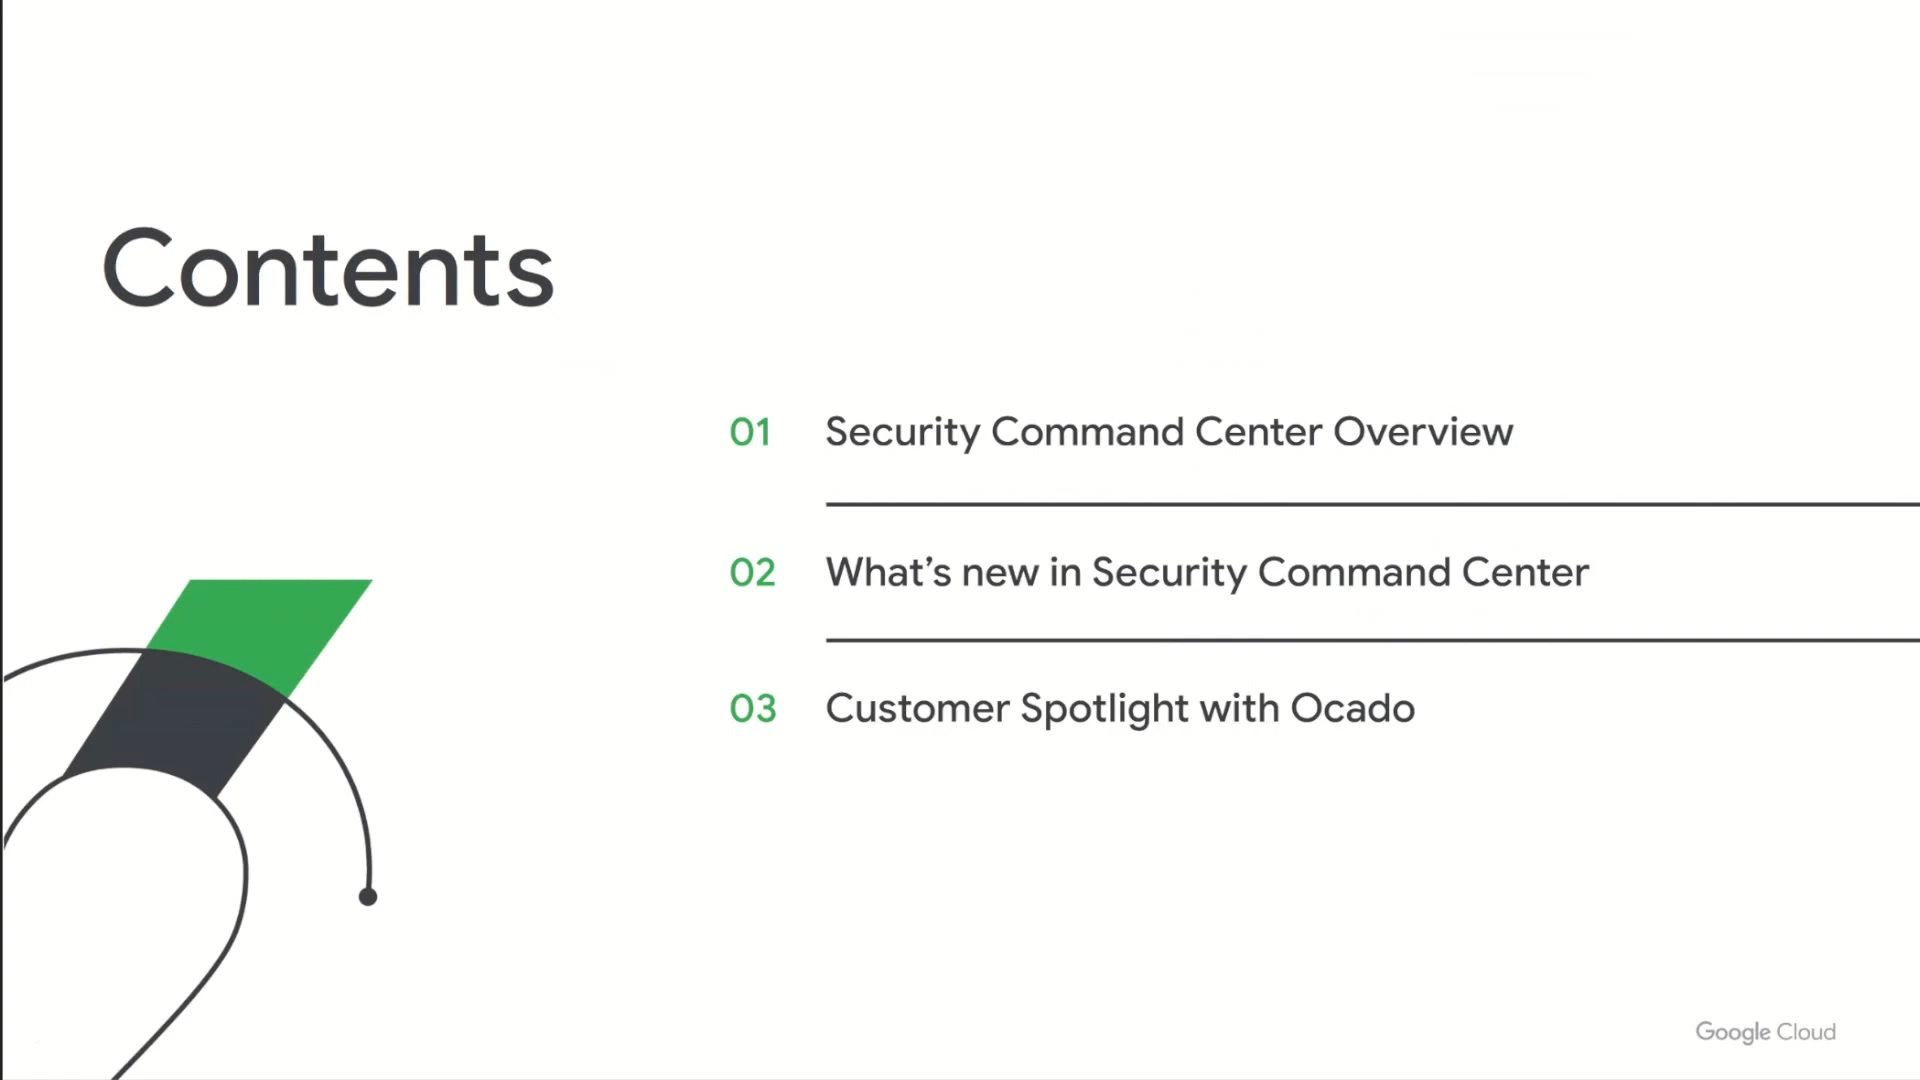 Contents
01 Security Command Center Overview
02 What’s new in Security Command Center
03 Customer Spotlight with Ocado
Google Cloud